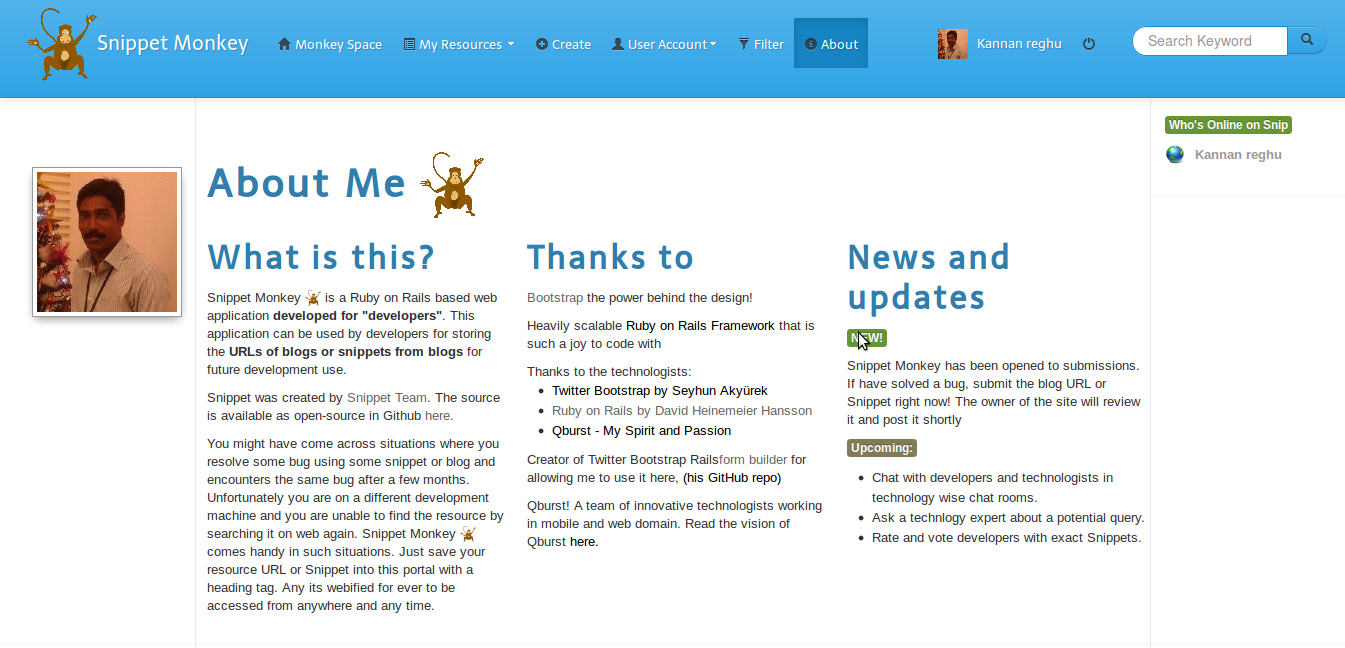 Snippet Monkey
Monkey Space
My Resources
Create
User Account
Filter
About
Kannan reghu
Search Keyword
About Me
What is this?
Snippet Monkey is a Ruby on Rails based web
application developed for "developers". This
application can be used by developers for storing
the URLs of blogs or snippets from blogs for
future development use.
Snippet was created by Snippet Team. The source
is available as open-source in Github here.
You might have come across situations where you
resolve some bug using some snippet or blog and
encounters the same bug after a few months.
Unfortunately you are on a different development
machine and you are unable to find the resource by
searching it on web again. Snippet Monkey
comes handy in such situations. Just save your
resource URL or Snippet into this portal with a
heading tag. Any its webified for ever to be
accessed from anywhere and any time.
Thanks to
Bootstrap the power behind the design!
Heavily scalable Ruby on Rails Framework that is
such a joy to code with
Thanks to the technologists:
Twitter Bootstrap by Seyhun Akyürek
Ruby on Rails by David Heinemeier Hansson
Qburst - My Spirit and Passion
Creator of Twitter Bootstrap Railsform builder for
allowing me to use it here, (his GitHub repo)
Qburst! A team of innovative technologists working
in mobile and web domain. Read the vision of
Qburst here.
News and
updates
NEW!
Snippet Monkey has been opened to submissions.
If have solved a bug, submit the blog URL or
Snippet right now! The owner of the site will review
it and post it shortly
Upcoming:
Chat with developers and technologists in
technology wise chat rooms.
Ask a technlogy expert about a potential query.
Rate and vote developers with exact Snippets.
Who's Online on Snip
Kannan reghu